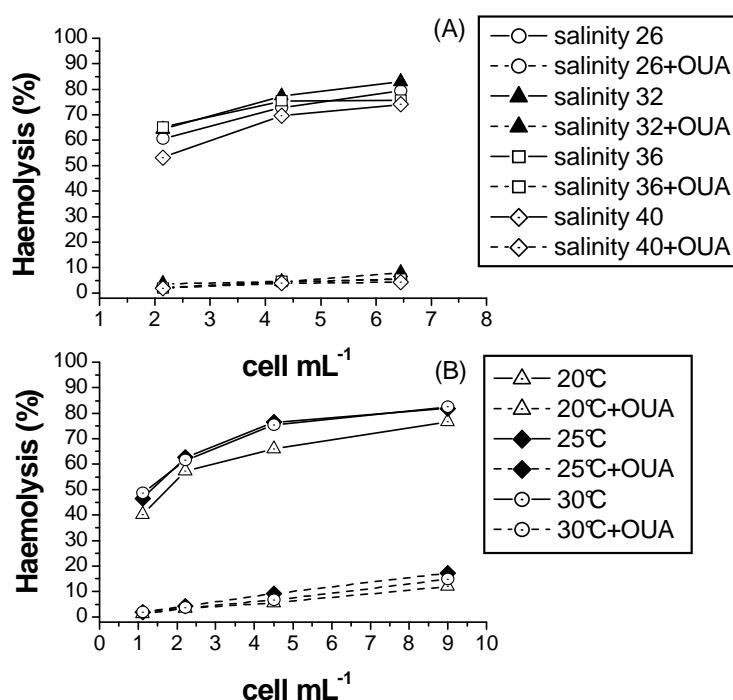 (A)
100
90
80
70
60
50
40
30
20
10
0
Haemolysis (%)
1 2 3 4 5 6 7 8
cell mL-1
salinity 26
salinity 26+OUA
salinity 32
salinity 32+OUA
salinity 36
salinity 36+OUA
salinity 40
salinity 40+OUA
(B)
100
90
80
70
60
50
40
30
20
10
0
Haemolysis (%)
0 1 2 3 4 5 6 7 8 9 10
cell mL-1
20°C
20°C+OUA
25°C
25°C+OUA
30°C
30°C+OUA